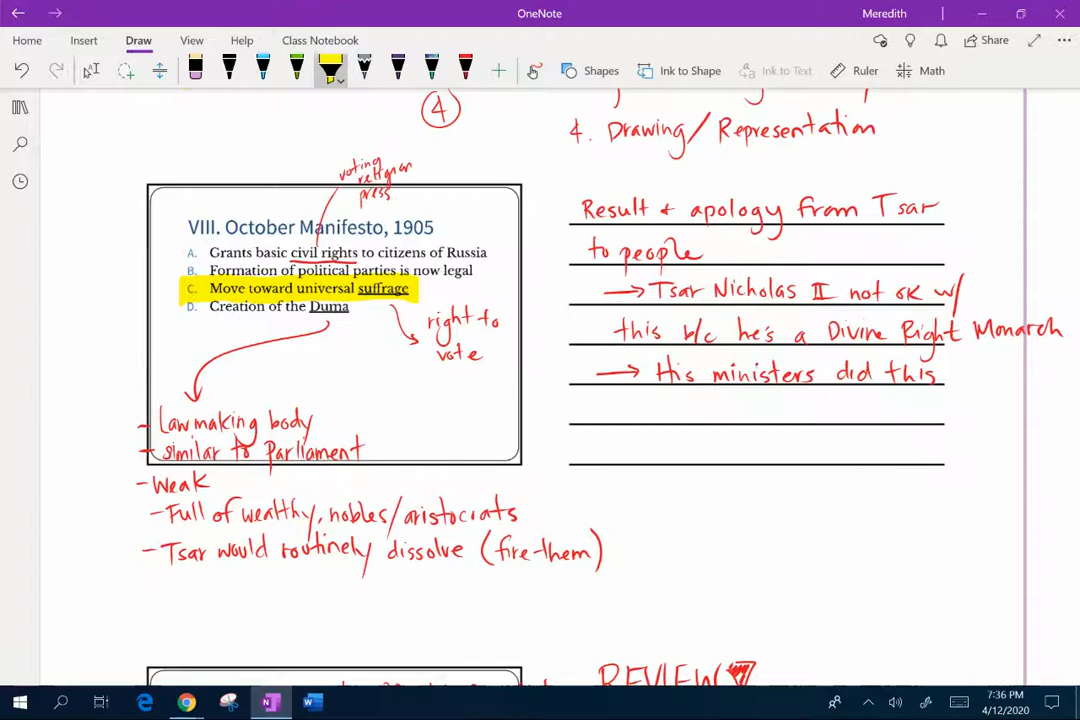 OneNote
Meredith
Home Insert Draw View Help Class Notebook
Share
Shapes Ink to Shape Ink to Text Ruler Math
4
4. Drawing/Representation
voting
religion
press
VIII. October Manifesto, 1905
A. Grants basic civil rights to citizens of Russia
B. Formation of political parties is now legal
C. Move toward universal suffrage
D. Creation of the Duma
right to
vote
- Lawmaking body
- similar to Parliament
- Weak
- Full of wealthy, nobles/aristocrats
- Tsar would routinely dissolve (fire-them)
Result + apology from Tsar
to people
→ Tsar Nicholas II not ok w/
this b/c he's a Divine Right Monarch
→ His ministers did this
REVIEW
7:36 PM
4/12/2020